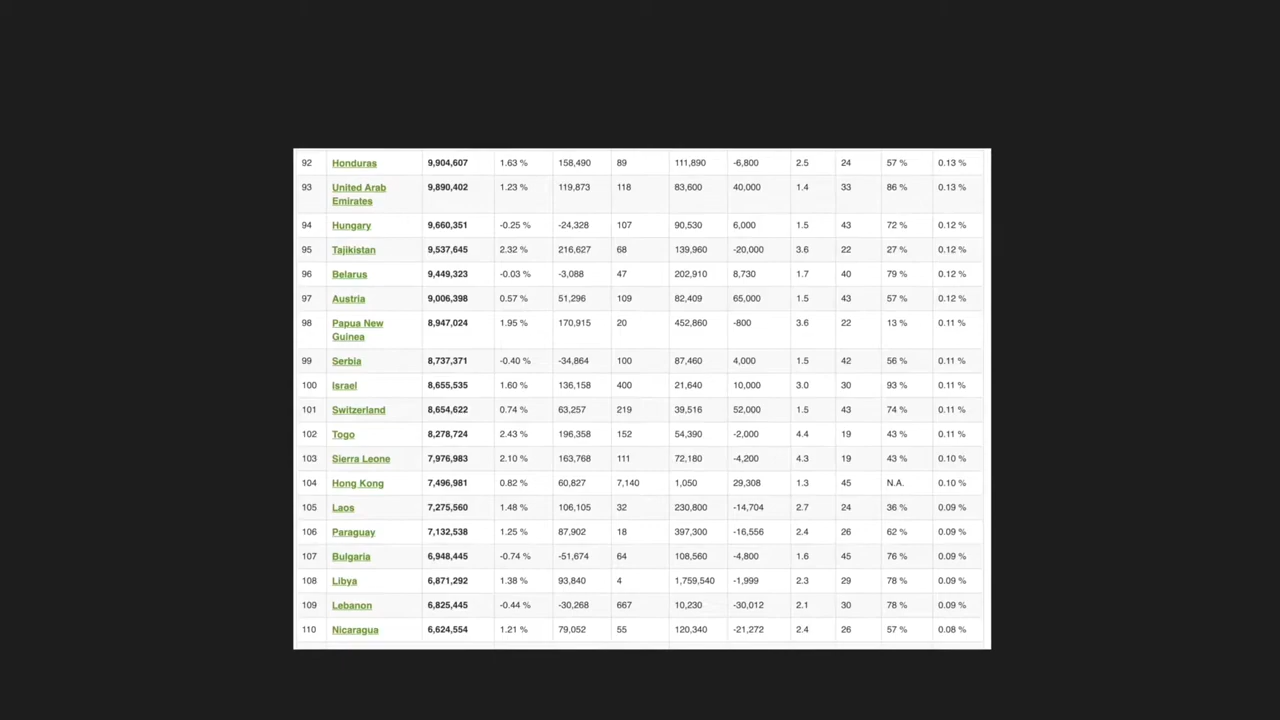 92 Honduras 9,904,607 1.63 % 158,490 89 111,890 -6,800 2.5 24 57 % 0.13 %
93 United Arab 9,890,402 1.23 % 119,873 118 83,600 40,000 1.4 33 86 % 0.13 %
Emirates
94 Hungary 9,660,351 -0.25 % -24,328 107 90,530 6,000 1.5 43 72 % 0.12 %
95 Tajikistan 9,537,645 2.32 % 216,627 68 139,960 -20,000 3.6 22 27 % 0.12 %
96 Belarus 9,449,323 -0.03 % -3,088 47 202,910 8,730 1.7 40 79 % 0.12 %
97 Austria 9,006,398 0.57 % 51,296 109 82,409 65,000 1.5 43 57 % 0.12 %
98 Papua New 8,947,024 1.95 % 170,915 20 452,860 -800 3.6 22 13 % 0.11 %
Guinea
99 Serbia 8,737,371 -0.40 % -34,864 100 87,460 4,000 1.5 42 56 % 0.11 %
100 Israel 8,655,535 1.60 % 136,158 400 21,640 10,000 3.0 30 93 % 0.11 %
101 Switzerland 8,654,622 0.74 % 63,257 219 39,516 52,000 1.5 43 74 % 0.11 %
102 Togo 8,278,724 2.43 % 196,358 152 54,390 -2,000 4.4 19 43 % 0.11 %
103 Sierra Leone 7,976,983 2.10 % 163,768 111 72,180 -4,200 4.3 19 43 % 0.10 %
104 Hong Kong 7,496,981 0.82 % 60,827 7,140 1,050 29,308 1.3 45 N.A. 0.10 %
105 Laos 7,275,560 1.48 % 106,105 32 230,800 -14,704 2.7 24 36 % 0.09 %
106 Paraguay 7,132,538 1.25 % 87,902 18 397,300 -16,556 2.4 26 62 % 0.09 %
107 Bulgaria 6,948,445 -0.74 % -51,674 64 108,560 -4,800 1.6 45 76 % 0.09 %
108 Libya 6,871,292 1.38 % 93,840 4 1,759,540 -1,999 2.3 29 78 % 0.09 %
109 Lebanon 6,825,445 -0.44 % -30,268 667 10,230 -30,012 2.1 30 78 % 0.09 %
110 Nicaragua 6,624,554 1.21 % 79,052 55 120,340 -21,272 2.4 26 57 % 0.08 %